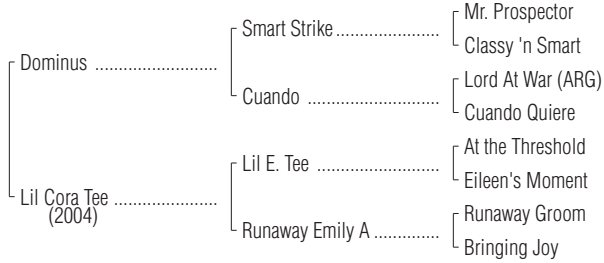 Mr. Prospector
Smart Strike ....................
Classy 'n Smart
Dominus ........................
Lord At War (ARG)
Cuando .........................
Cuando Quiere
At the Threshold
Lil E. Tee ........................
Eileen's Moment
Lil Cora Tee ....................
(2004)
Runaway Groom
Runaway Emily A .............
Bringing Joy